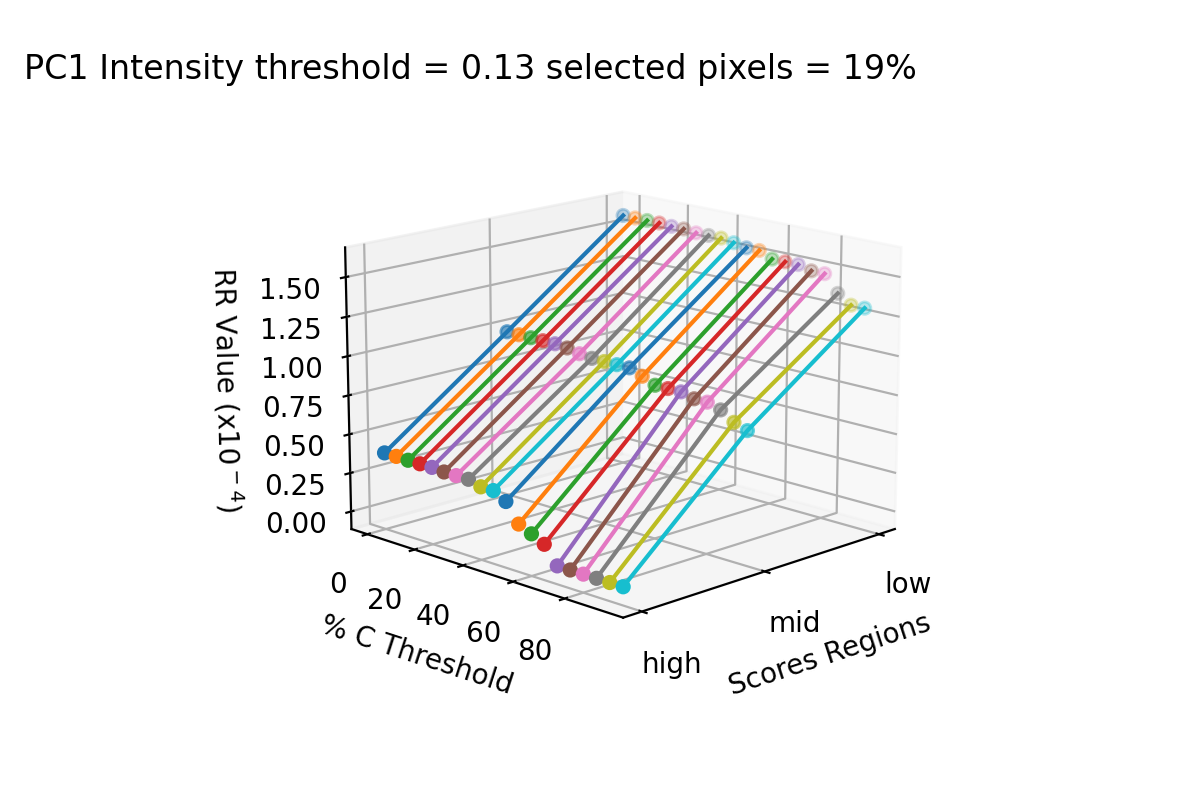 PC1 Intensity threshold = 0.13 selected pixels = 19%
RR Value (x10⁻⁴)
1.50
1.25
1.00
0.75
0.50
0.25
0.00
0
20
40
60
80
% C Threshold
high
mid
low
Scores Regions